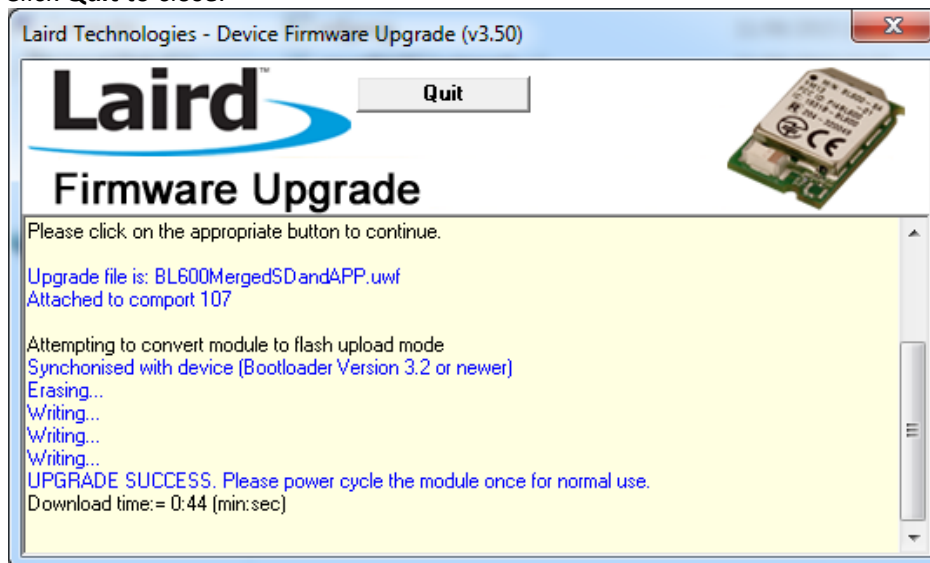 Click Quit to close.
Laird Technologies - Device Firmware Upgrade (v3.50)
Laird™
Quit
Firmware Upgrade
Please click on the appropriate button to continue.
Upgrade file is: BL600MergedSDandAPP.uwf
Attached to comport 107
Attempting to convert module to flash upload mode
Synchonised with device (Bootloader Version 3.2 or newer)
Erasing...
Writing...
Writing...
Writing...
UPGRADE SUCCESS. Please power cycle the module once for normal use.
Download time:= 0:44 (min:sec)